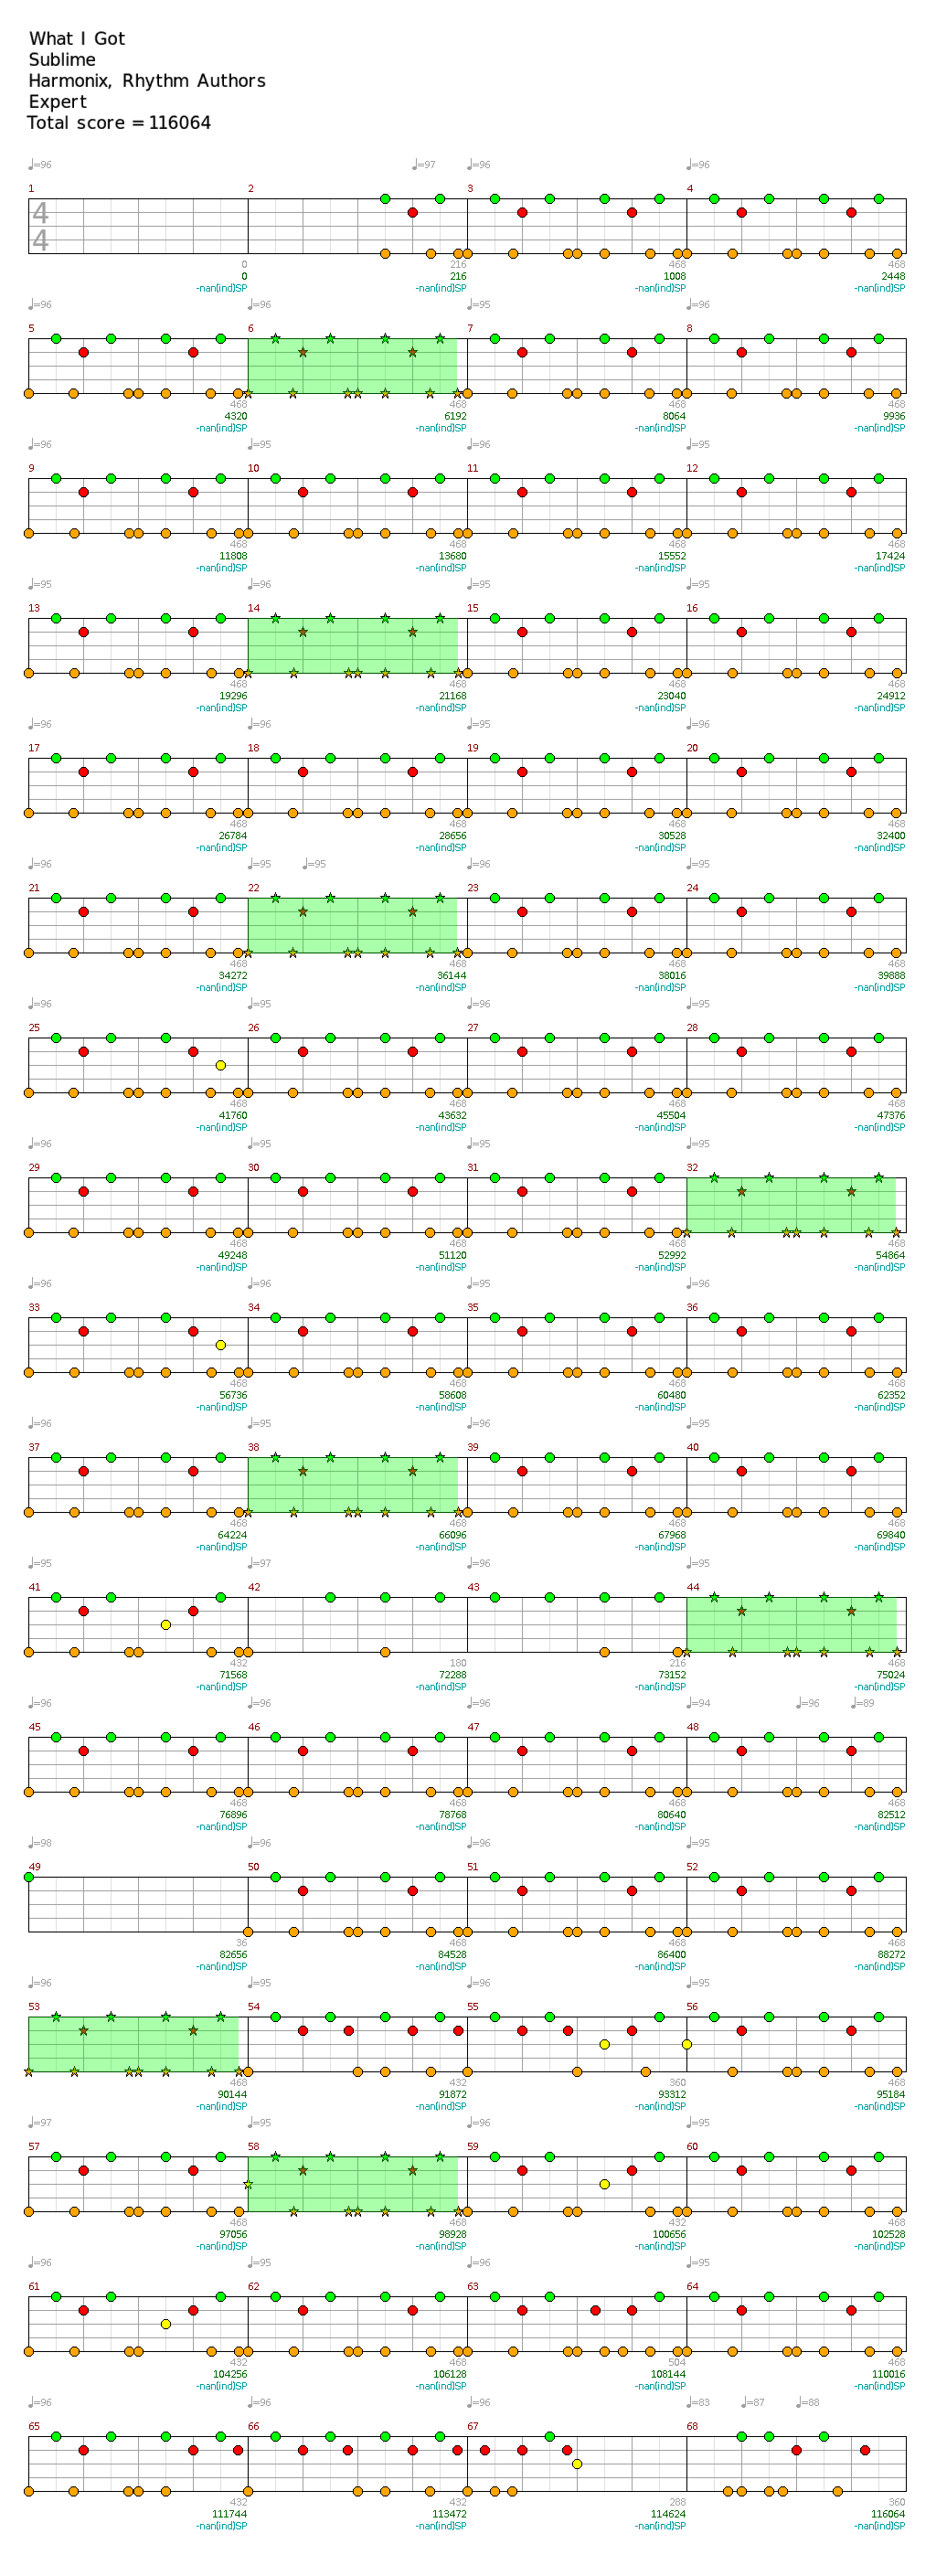 What I Got
Sublime
Harmonix, Rhythm Authors
Expert
Total score = 116064
♩=96 ♩=97 ♩=96 ♩=96
1 2 3 4
4
4
0 216 468 468
0 216 1008 2448
-nan(ind)SP -nan(ind)SP -nan(ind)SP -nan(ind)SP
♩=96 ♩=96 ♩=95 ♩=96
5 6 7 8
468 468 468 468
4320 6192 8064 9936
-nan(ind)SP -nan(ind)SP -nan(ind)SP -nan(ind)SP
♩=96 ♩=95 ♩=96 ♩=95
9 10 11 12
468 468 468 468
11808 13680 15552 17424
-nan(ind)SP -nan(ind)SP -nan(ind)SP -nan(ind)SP
♩=95 ♩=96 ♩=95 ♩=95
13 14 15 16
468 468 468 468
19296 21168 23040 24912
-nan(ind)SP -nan(ind)SP -nan(ind)SP -nan(ind)SP
♩=96 ♩=96 ♩=95 ♩=96
17 18 19 20
468 468 468 468
26784 28656 30528 32400
-nan(ind)SP -nan(ind)SP -nan(ind)SP -nan(ind)SP
♩=96 ♩=95 ♩=95 ♩=96 ♩=95
21 22 23 24
468 468 468 468
34272 36144 38016 39888
-nan(ind)SP -nan(ind)SP -nan(ind)SP -nan(ind)SP
♩=96 ♩=95 ♩=96 ♩=95
25 26 27 28
468 468 468 468
41760 43632 45504 47376
-nan(ind)SP -nan(ind)SP -nan(ind)SP -nan(ind)SP
♩=96 ♩=95 ♩=95 ♩=95
29 30 31 32
468 468 468 468
49248 51120 52992 54864
-nan(ind)SP -nan(ind)SP -nan(ind)SP -nan(ind)SP
♩=96 ♩=96 ♩=95 ♩=96
33 34 35 36
468 468 468 468
56736 58608 60480 62352
-nan(ind)SP -nan(ind)SP -nan(ind)SP -nan(ind)SP
♩=96 ♩=95 ♩=96 ♩=95
37 38 39 40
468 468 468 468
64224 66096 67968 69840
-nan(ind)SP -nan(ind)SP -nan(ind)SP -nan(ind)SP
♩=95 ♩=97 ♩=96 ♩=95
41 42 43 44
432 180 216 468
71568 72288 73152 75024
-nan(ind)SP -nan(ind)SP -nan(ind)SP -nan(ind)SP
♩=96 ♩=96 ♩=96 ♩=94 ♩=96 ♩=89
45 46 47 48
468 468 468 468
76896 78768 80640 82512
-nan(ind)SP -nan(ind)SP -nan(ind)SP -nan(ind)SP
♩=98 ♩=96 ♩=96 ♩=95
49 50 51 52
36 468 468 468
82656 84528 86400 88272
-nan(ind)SP -nan(ind)SP -nan(ind)SP -nan(ind)SP
♩=96 ♩=95 ♩=96 ♩=95
53 54 55 56
468 432 360 468
90144 91872 93312 95184
-nan(ind)SP -nan(ind)SP -nan(ind)SP -nan(ind)SP
♩=97 ♩=95 ♩=96 ♩=95
57 58 59 60
468 468 432 468
97056 98928 100656 102528
-nan(ind)SP -nan(ind)SP -nan(ind)SP -nan(ind)SP
♩=96 ♩=95 ♩=96 ♩=95
61 62 63 64
432 468 504 468
104256 106128 108144 110016
-nan(ind)SP -nan(ind)SP -nan(ind)SP -nan(ind)SP
♩=96 ♩=96 ♩=96 ♩=83 ♩=87 ♩=88
65 66 67 68
432 432 288 360
111744 113472 114624 116064
-nan(ind)SP -nan(ind)SP -nan(ind)SP -nan(ind)SP